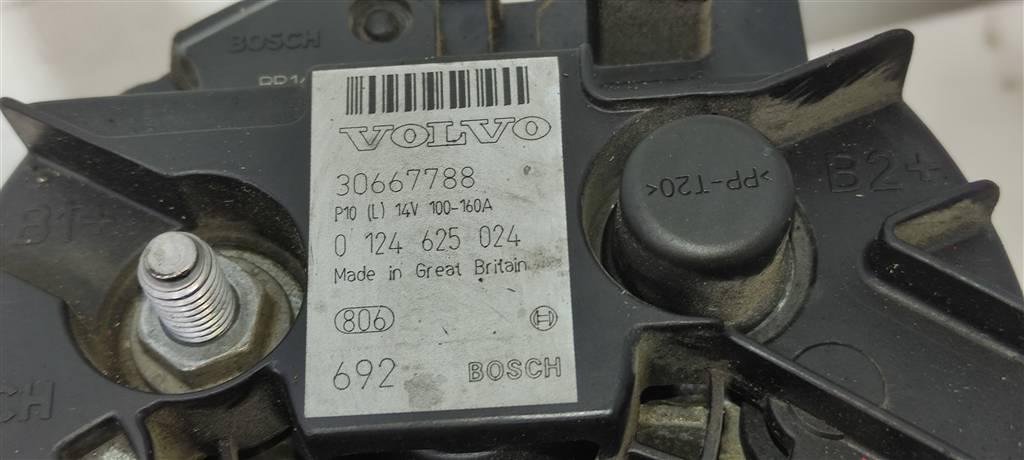 BOSCH
VOLVO
30667788
P10 (L) 14V 100-160A
0 124 625 024
Made in Great Britain
806
692 BOSCH
B1+
>PP-T20<
B2+